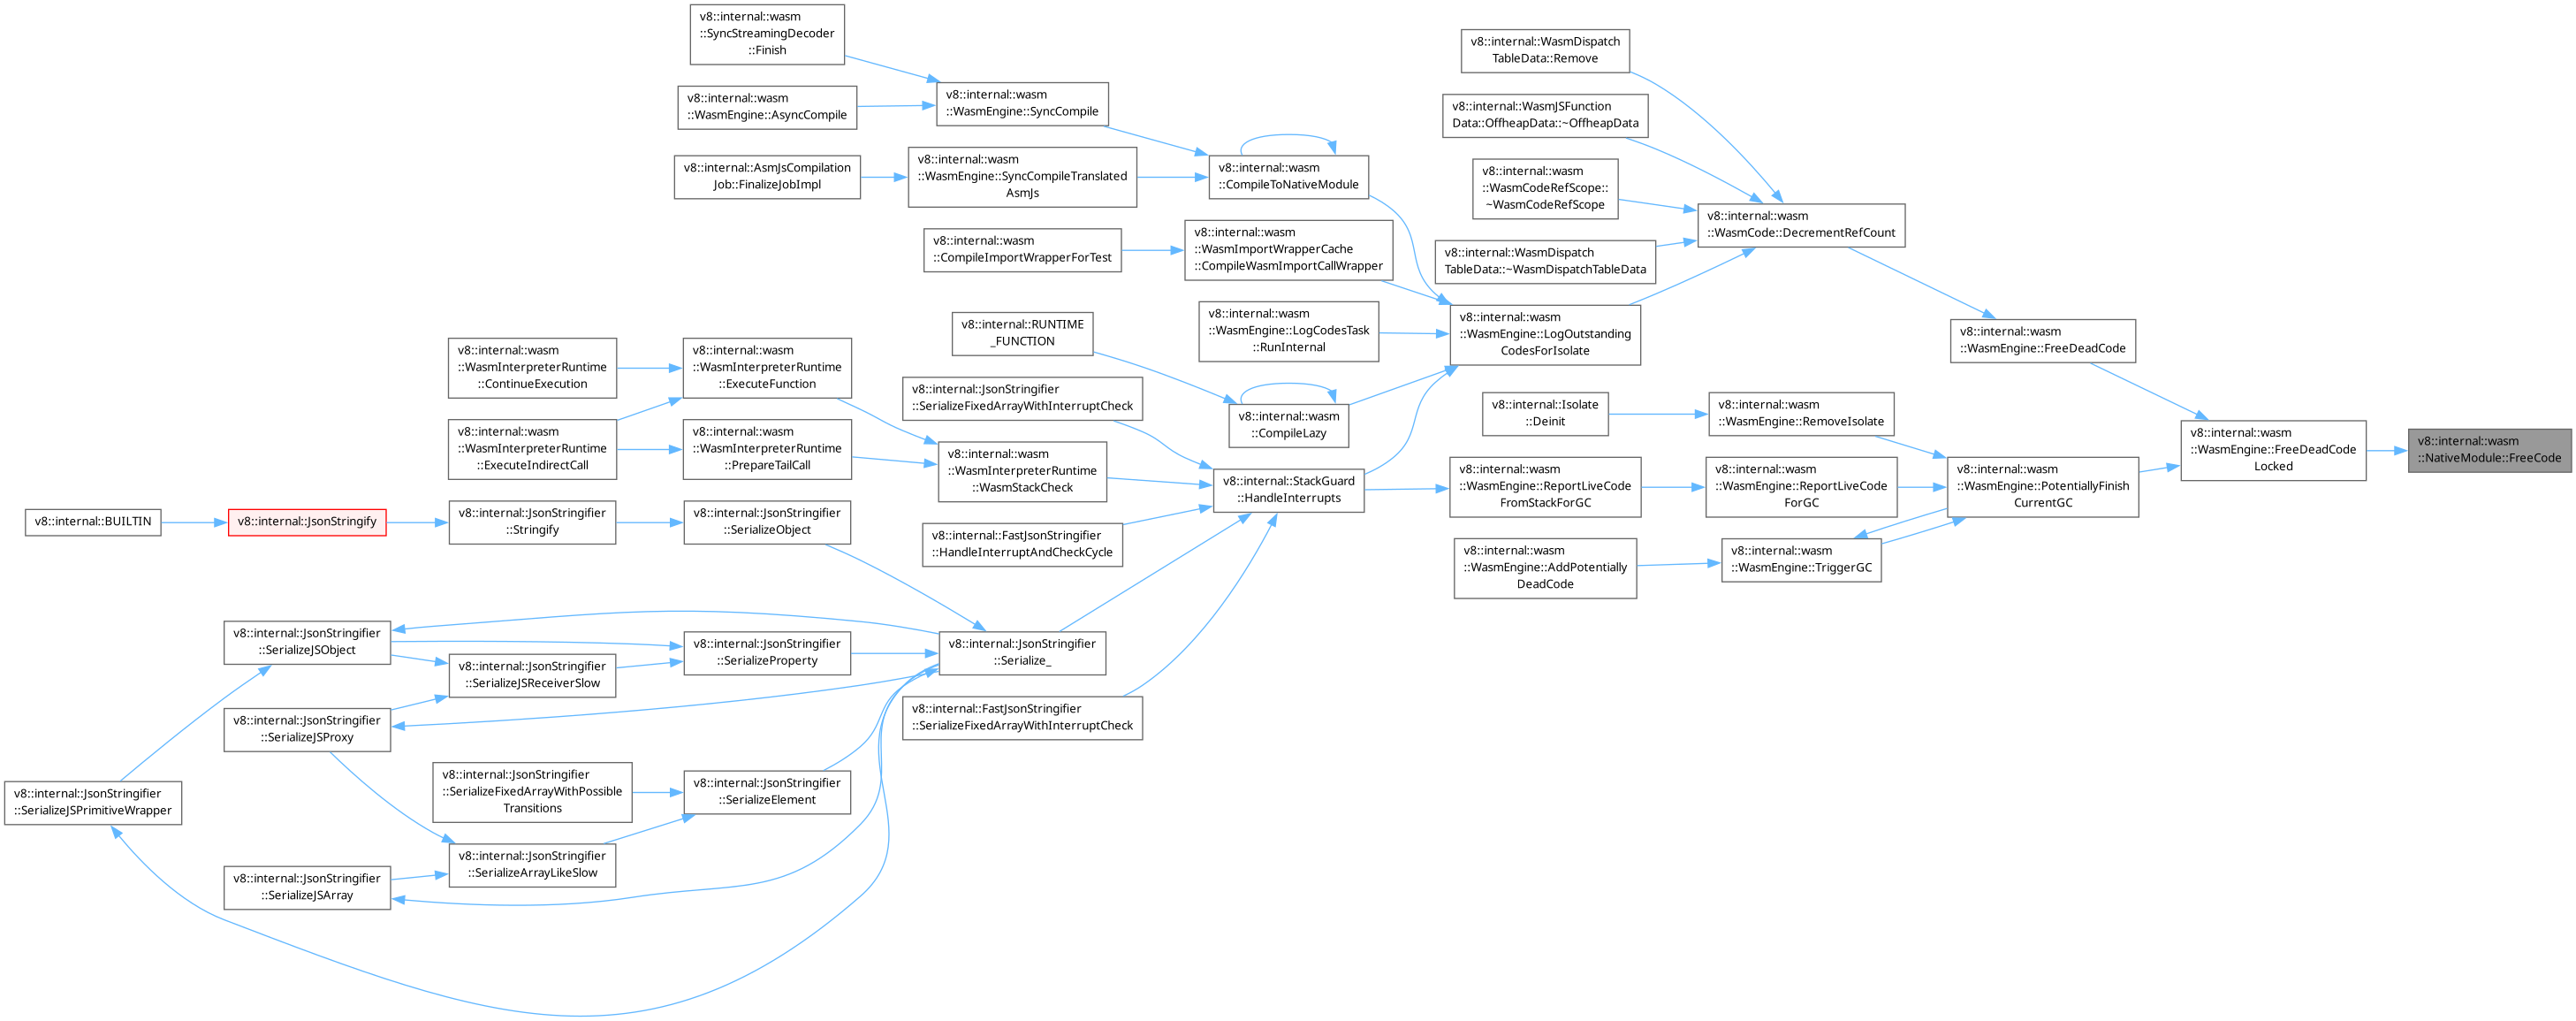 v8::internal::wasm
::SyncStreamingDecoder
::Finish
v8::internal::wasm
::WasmEngine::AsyncCompile
v8::internal::wasm
::WasmEngine::SyncCompile
v8::internal::AsmJsCompilation
Job::FinalizeJobImpl
v8::internal::wasm
::WasmEngine::SyncCompileTranslated
AsmJs
v8::internal::wasm
::CompileToNativeModule
v8::internal::wasm
::CompileImportWrapperForTest
v8::internal::wasm
::WasmImportWrapperCache
::CompileWasmImportCallWrapper
v8::internal::wasm
::WasmEngine::LogCodesTask
::RunInternal
v8::internal::RUNTIME
_FUNCTION
v8::internal::wasm
::CompileLazy
v8::internal::WasmDispatch
TableData::Remove
v8::internal::WasmJSFunction
Data::OffheapData::~OffheapData
v8::internal::wasm
::WasmCodeRefScope::
~WasmCodeRefScope
v8::internal::WasmDispatch
TableData::~WasmDispatchTableData
v8::internal::wasm
::WasmCode::DecrementRefCount
v8::internal::wasm
::WasmEngine::LogOutstanding
CodesForIsolate
v8::internal::wasm
::WasmEngine::FreeDeadCode
v8::internal::wasm
::WasmInterpreterRuntime
::ContinueExecution
v8::internal::wasm
::WasmInterpreterRuntime
::ExecuteFunction
v8::internal::wasm
::WasmInterpreterRuntime
::ExecuteIndirectCall
v8::internal::wasm
::WasmInterpreterRuntime
::PrepareTailCall
v8::internal::JsonStringifier
::SerializeFixedArrayWithInterruptCheck
v8::internal::wasm
::WasmInterpreterRuntime
::WasmStackCheck
v8::internal::StackGuard
::HandleInterrupts
v8::internal::Isolate
::Deinit
v8::internal::wasm
::WasmEngine::RemoveIsolate
v8::internal::wasm
::WasmEngine::ReportLiveCode
FromStackForGC
v8::internal::wasm
::WasmEngine::ReportLiveCode
ForGC
v8::internal::wasm
::WasmEngine::PotentiallyFinish
CurrentGC
v8::internal::wasm
::WasmEngine::FreeDeadCode
Locked
v8::internal::wasm
::NativeModule::FreeCode
v8::internal::wasm
::WasmEngine::AddPotentially
DeadCode
v8::internal::wasm
::WasmEngine::TriggerGC
v8::internal::BUILTIN
v8::internal::JsonStringify
v8::internal::JsonStringifier
::Stringify
v8::internal::JsonStringifier
::SerializeObject
v8::internal::FastJsonStringifier
::HandleInterruptAndCheckCycle
v8::internal::JsonStringifier
::SerializeJSObject
v8::internal::JsonStringifier
::SerializeJSReceiverSlow
v8::internal::JsonStringifier
::SerializeProperty
v8::internal::JsonStringifier
::Serialize_
v8::internal::JsonStringifier
::SerializeJSProxy
v8::internal::FastJsonStringifier
::SerializeFixedArrayWithInterruptCheck
v8::internal::JsonStringifier
::SerializeJSPrimitiveWrapper
v8::internal::JsonStringifier
::SerializeFixedArrayWithPossible
Transitions
v8::internal::JsonStringifier
::SerializeElement
v8::internal::JsonStringifier
::SerializeArrayLikeSlow
v8::internal::JsonStringifier
::SerializeJSArray